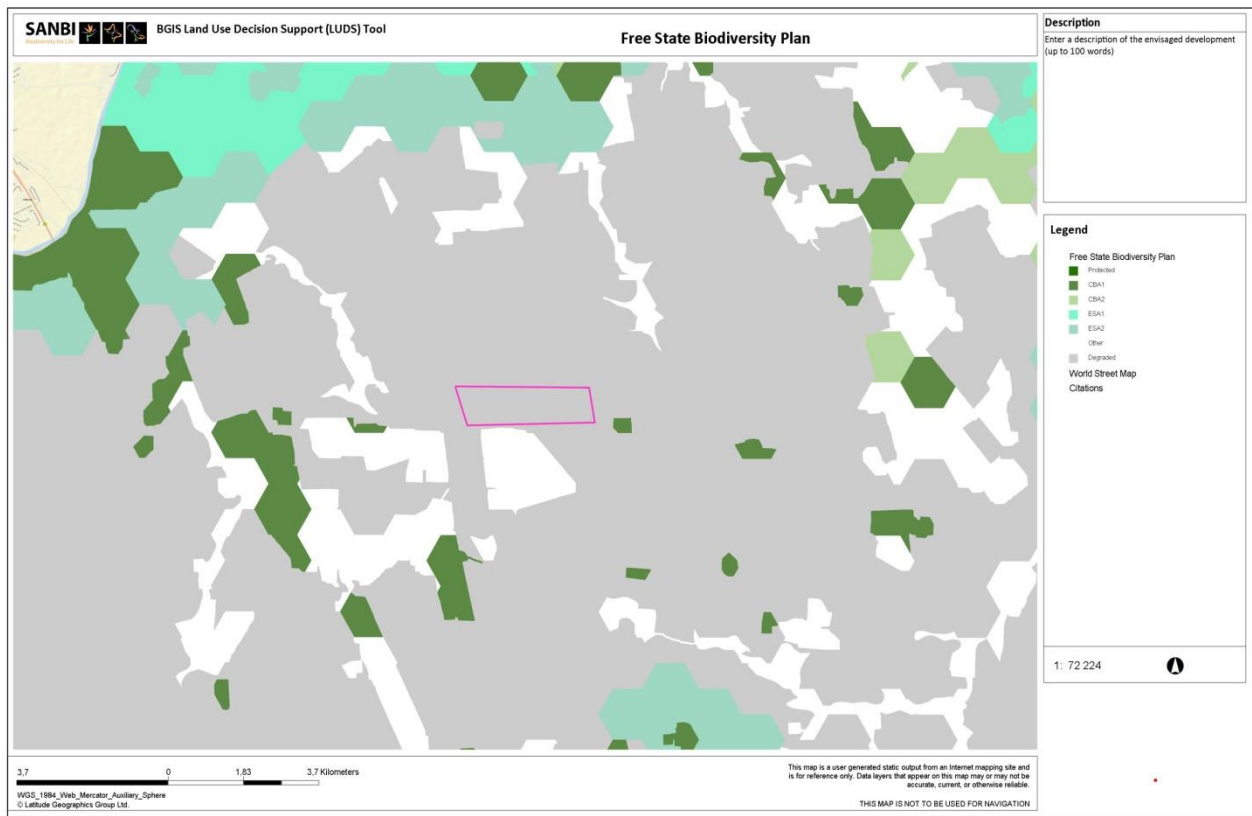 SANBI
Biodiversity for Life
BGIS Land Use Decision Support (LUDS) Tool
Free State Biodiversity Plan
Description
Enter a description of the envisaged development
(up to 100 words)
Legend
Free State Biodiversity Plan
Protected
CBA1
CBA2
ESA1
ESA2
Other
Degraded
World Street Map
Citations
1: 72 224
3,7 0 1,83 3,7 Kilometers
WGS_1984_Web_Mercator_Auxiliary_Sphere
© Latitude Geographics Group Ltd.
This map is a user generated static output from an Internet mapping site and
is for reference only. Data layers that appear on this map may or may not be
accurate, current, or otherwise reliable.
THIS MAP IS NOT TO BE USED FOR NAVIGATION